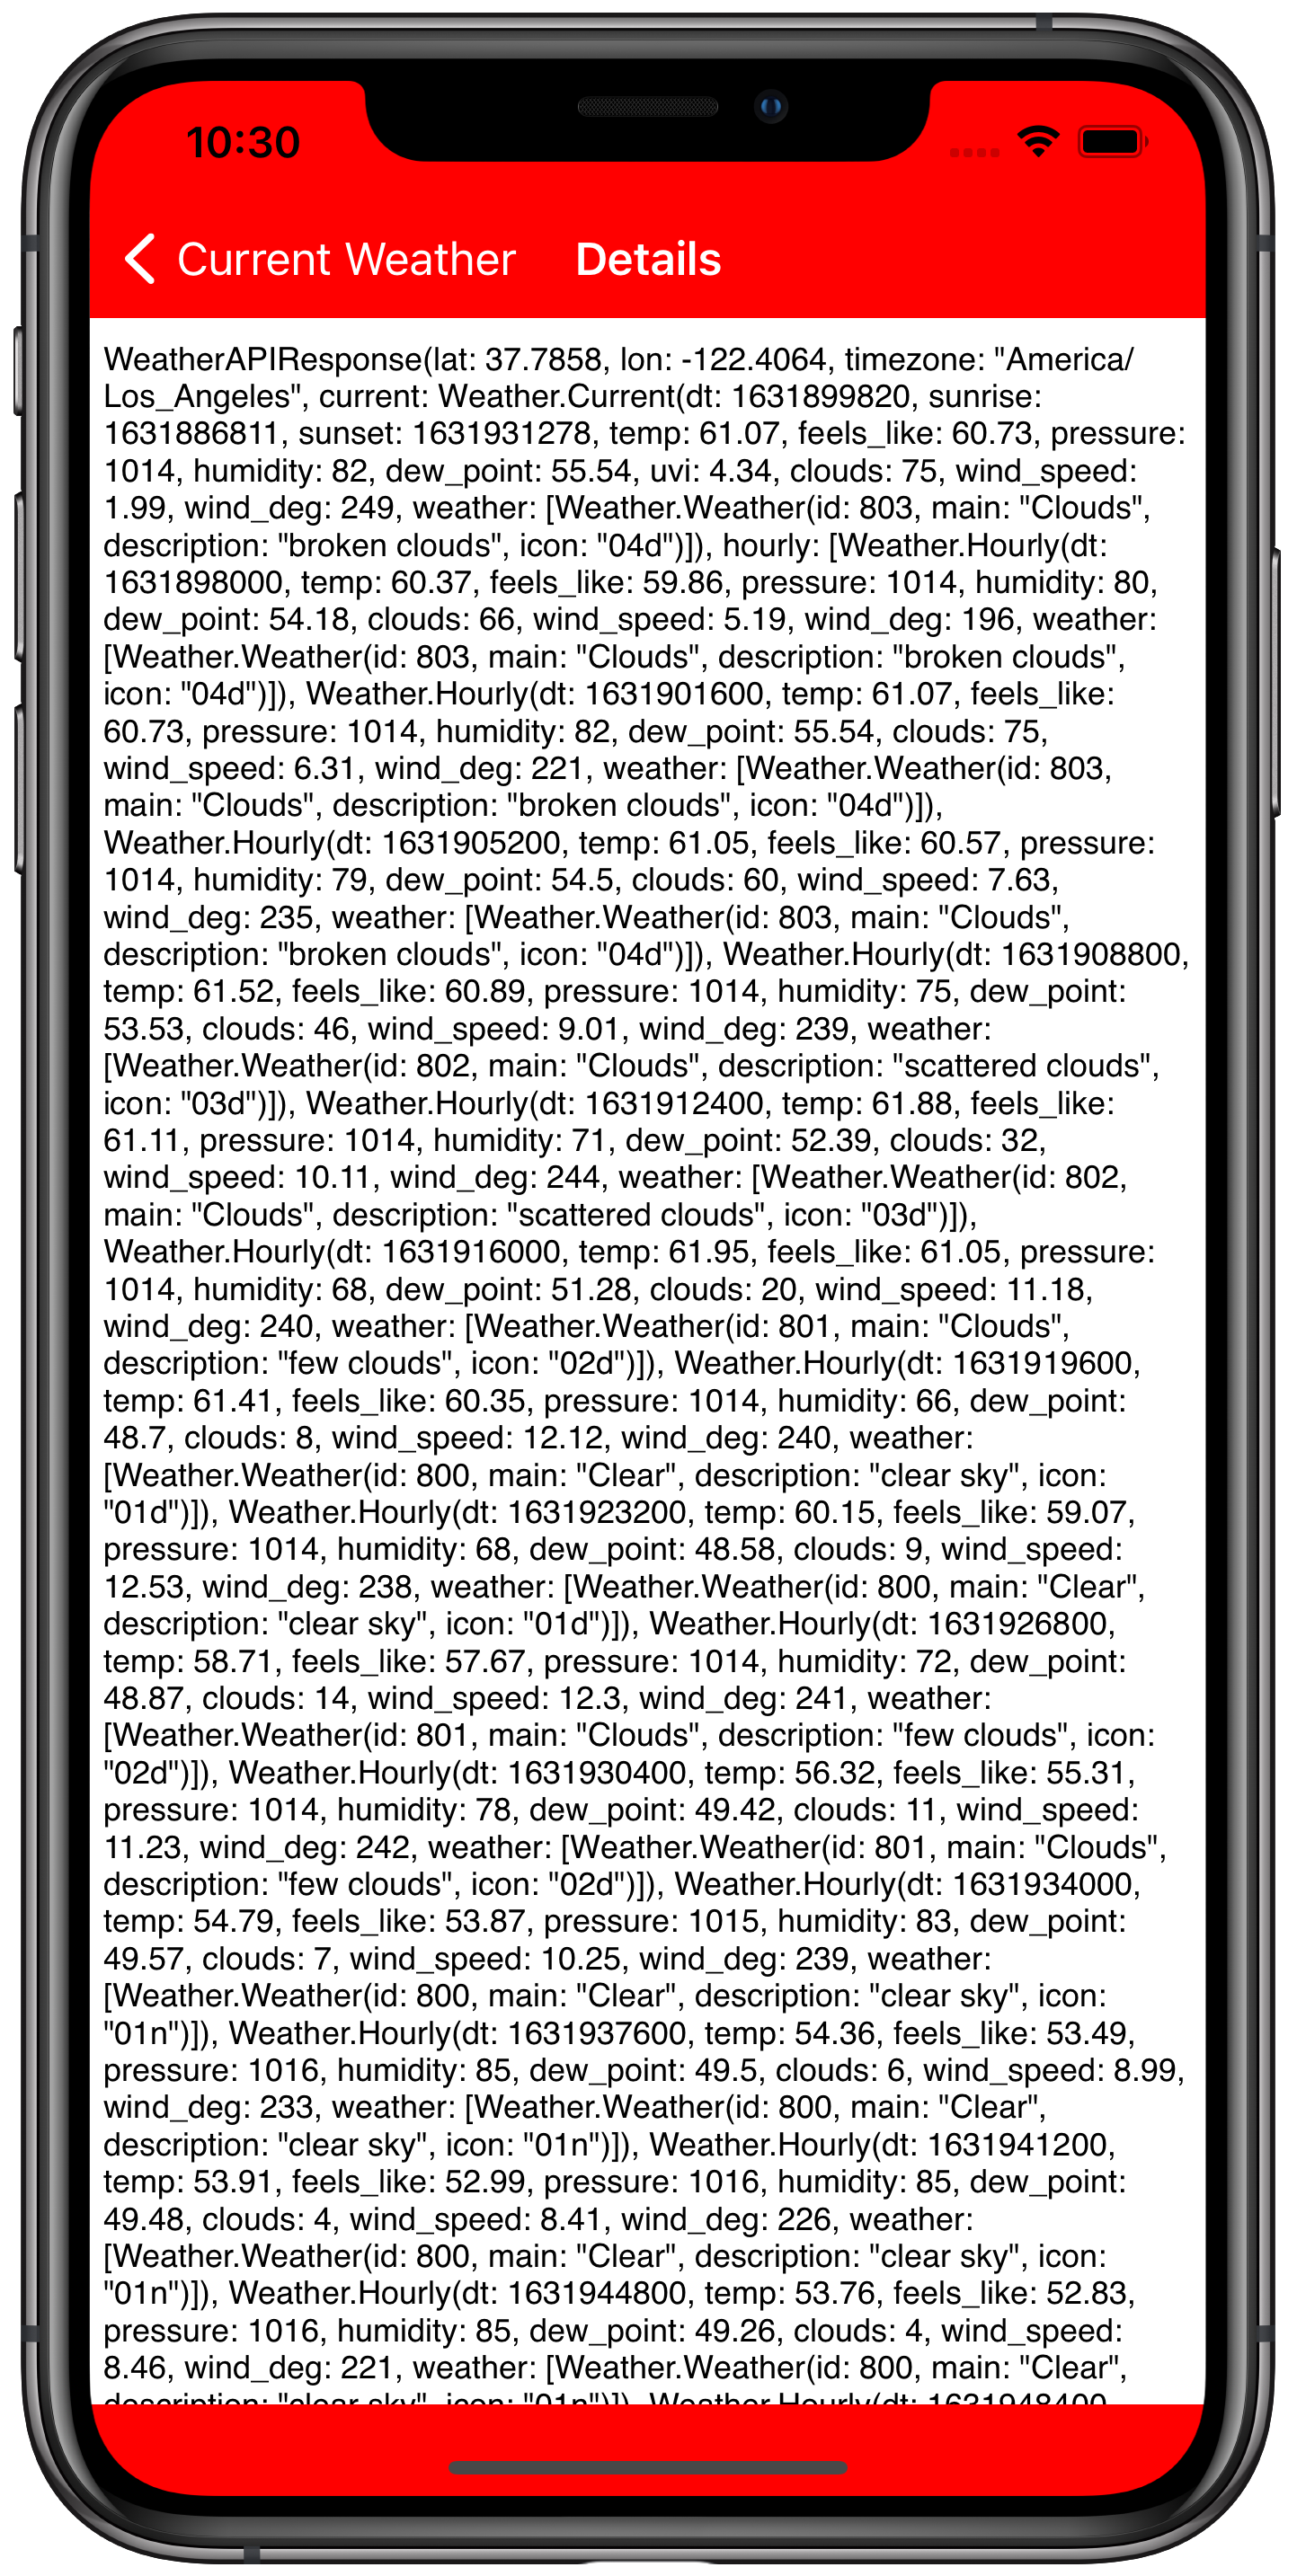 10:30
Current Weather Details
WeatherAPIResponse(lat: 37.7858, lon: -122.4064, timezone: "America/
Los_Angeles", current: Weather.Current(dt: 1631899820, sunrise:
1631886811, sunset: 1631931278, temp: 61.07, feels_like: 60.73, pressure:
1014, humidity: 82, dew_point: 55.54, uvi: 4.34, clouds: 75, wind_speed:
1.99, wind_deg: 249, weather: [Weather.Weather(id: 803, main: "Clouds",
description: "broken clouds", icon: "04d")]), hourly: [Weather.Hourly(dt:
1631898000, temp: 60.37, feels_like: 59.86, pressure: 1014, humidity: 80,
dew_point: 54.18, clouds: 66, wind_speed: 5.19, wind_deg: 196, weather:
[Weather.Weather(id: 803, main: "Clouds", description: "broken clouds",
icon: "04d")]), Weather.Hourly(dt: 1631901600, temp: 61.07, feels_like:
60.73, pressure: 1014, humidity: 82, dew_point: 55.54, clouds: 75,
wind_speed: 6.31, wind_deg: 221, weather: [Weather.Weather(id: 803,
main: "Clouds", description: "broken clouds", icon: "04d")]),
Weather.Hourly(dt: 1631905200, temp: 61.05, feels_like: 60.57, pressure:
1014, humidity: 79, dew_point: 54.5, clouds: 60, wind_speed: 7.63,
wind_deg: 235, weather: [Weather.Weather(id: 803, main: "Clouds",
description: "broken clouds", icon: "04d")]), Weather.Hourly(dt: 1631908800,
temp: 61.52, feels_like: 60.89, pressure: 1014, humidity: 75, dew_point:
53.53, clouds: 46, wind_speed: 9.01, wind_deg: 239, weather:
[Weather.Weather(id: 802, main: "Clouds", description: "scattered clouds",
icon: "03d")]), Weather.Hourly(dt: 1631912400, temp: 61.88, feels_like:
61.11, pressure: 1014, humidity: 71, dew_point: 52.39, clouds: 32,
wind_speed: 10.11, wind_deg: 244, weather: [Weather.Weather(id: 802,
main: "Clouds", description: "scattered clouds", icon: "03d")]),
Weather.Hourly(dt: 1631916000, temp: 61.95, feels_like: 61.05, pressure:
1014, humidity: 68, dew_point: 51.28, clouds: 20, wind_speed: 11.18,
wind_deg: 240, weather: [Weather.Weather(id: 801, main: "Clouds",
description: "few clouds", icon: "02d")]), Weather.Hourly(dt: 1631919600,
temp: 61.41, feels_like: 60.35, pressure: 1014, humidity: 66, dew_point:
48.7, clouds: 8, wind_speed: 12.12, wind_deg: 240, weather:
[Weather.Weather(id: 800, main: "Clear", description: "clear sky", icon:
"01d")]), Weather.Hourly(dt: 1631923200, temp: 60.15, feels_like: 59.07,
pressure: 1014, humidity: 68, dew_point: 48.58, clouds: 9, wind_speed:
12.53, wind_deg: 238, weather: [Weather.Weather(id: 800, main: "Clear",
description: "clear sky", icon: "01d")]), Weather.Hourly(dt: 1631926800,
temp: 58.71, feels_like: 57.67, pressure: 1014, humidity: 72, dew_point:
48.87, clouds: 14, wind_speed: 12.3, wind_deg: 241, weather:
[Weather.Weather(id: 801, main: "Clouds", description: "few clouds", icon:
"02d")]), Weather.Hourly(dt: 1631930400, temp: 56.32, feels_like: 55.31,
pressure: 1014, humidity: 78, dew_point: 49.42, clouds: 11, wind_speed:
11.23, wind_deg: 242, weather: [Weather.Weather(id: 801, main: "Clouds",
description: "few clouds", icon: "02d")]), Weather.Hourly(dt: 1631934000,
temp: 54.79, feels_like: 53.87, pressure: 1015, humidity: 83, dew_point:
49.57, clouds: 7, wind_speed: 10.25, wind_deg: 239, weather:
[Weather.Weather(id: 800, main: "Clear", description: "clear sky", icon:
"01n")]), Weather.Hourly(dt: 1631937600, temp: 54.36, feels_like: 53.49,
pressure: 1016, humidity: 85, dew_point: 49.5, clouds: 6, wind_speed: 8.99,
wind_deg: 233, weather: [Weather.Weather(id: 800, main: "Clear",
description: "clear sky", icon: "01n")]), Weather.Hourly(dt: 1631941200,
temp: 53.91, feels_like: 52.99, pressure: 1016, humidity: 85, dew_point:
49.48, clouds: 4, wind_speed: 8.41, wind_deg: 226, weather:
[Weather.Weather(id: 800, main: "Clear", description: "clear sky", icon:
"01n")]), Weather.Hourly(dt: 1631944800, temp: 53.76, feels_like: 52.83,
pressure: 1016, humidity: 85, dew_point: 49.26, clouds: 4, wind_speed:
8.46, wind_deg: 221, weather: [Weather.Weather(id: 800, main: "Clear",
description: "clear sky", icon: "01n")]), Weather.Hourly(dt: 1631948400,